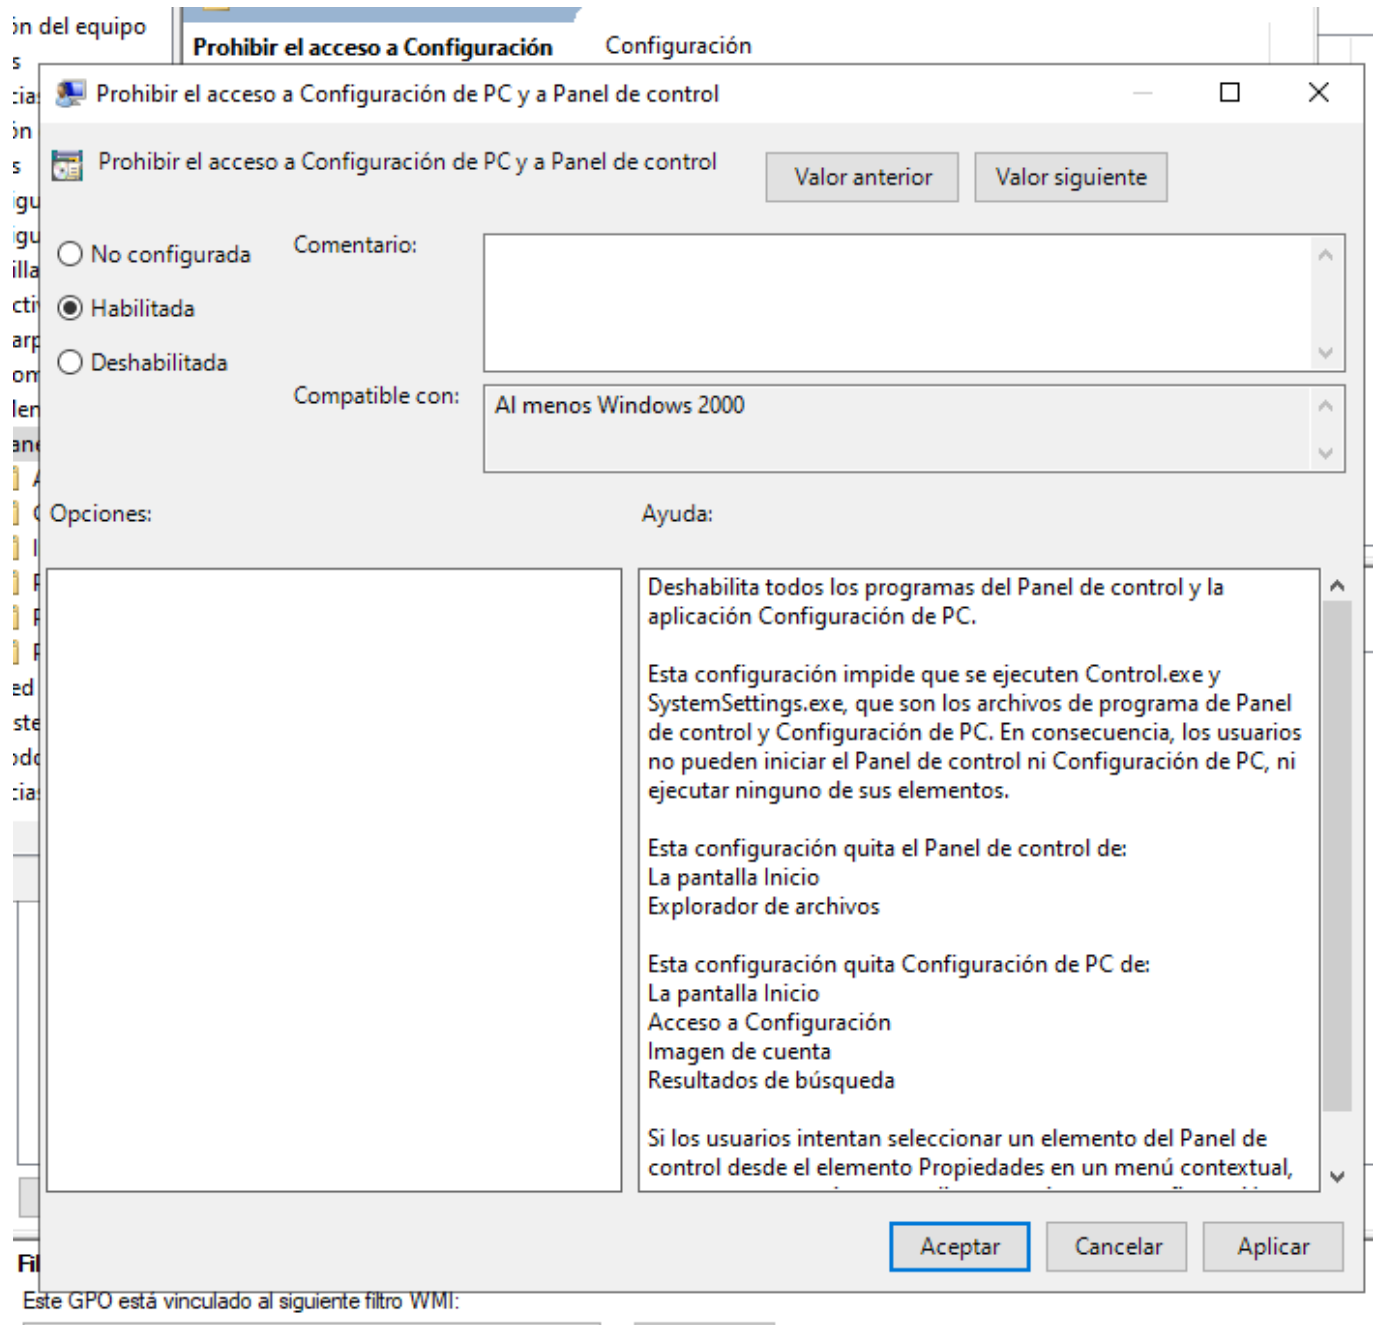 ón del equipo
Prohibir el acceso a Configuración
Configuración
Prohibir el acceso a Configuración de PC y a Panel de control
Prohibir el acceso a Configuración de PC y a Panel de control
Valor anterior
Valor siguiente
No configurada
Habilitada
Deshabilitada
Comentario:
Compatible con:
Al menos Windows 2000
Opciones:
Ayuda:
Deshabilita todos los programas del Panel de control y la
aplicación Configuración de PC.
Esta configuración impide que se ejecuten Control.exe y
SystemSettings.exe, que son los archivos de programa de Panel
de control y Configuración de PC. En consecuencia, los usuarios
no pueden iniciar el Panel de control ni Configuración de PC, ni
ejecutar ninguno de sus elementos.
Esta configuración quita el Panel de control de:
La pantalla Inicio
Explorador de archivos
Esta configuración quita Configuración de PC de:
La pantalla Inicio
Acceso a Configuración
Imagen de cuenta
Resultados de búsqueda
Si los usuarios intentan seleccionar un elemento del Panel de
control desde el elemento Propiedades en un menú contextual,
Aceptar
Cancelar
Aplicar
Este GPO está vinculado al siguiente filtro WMI: